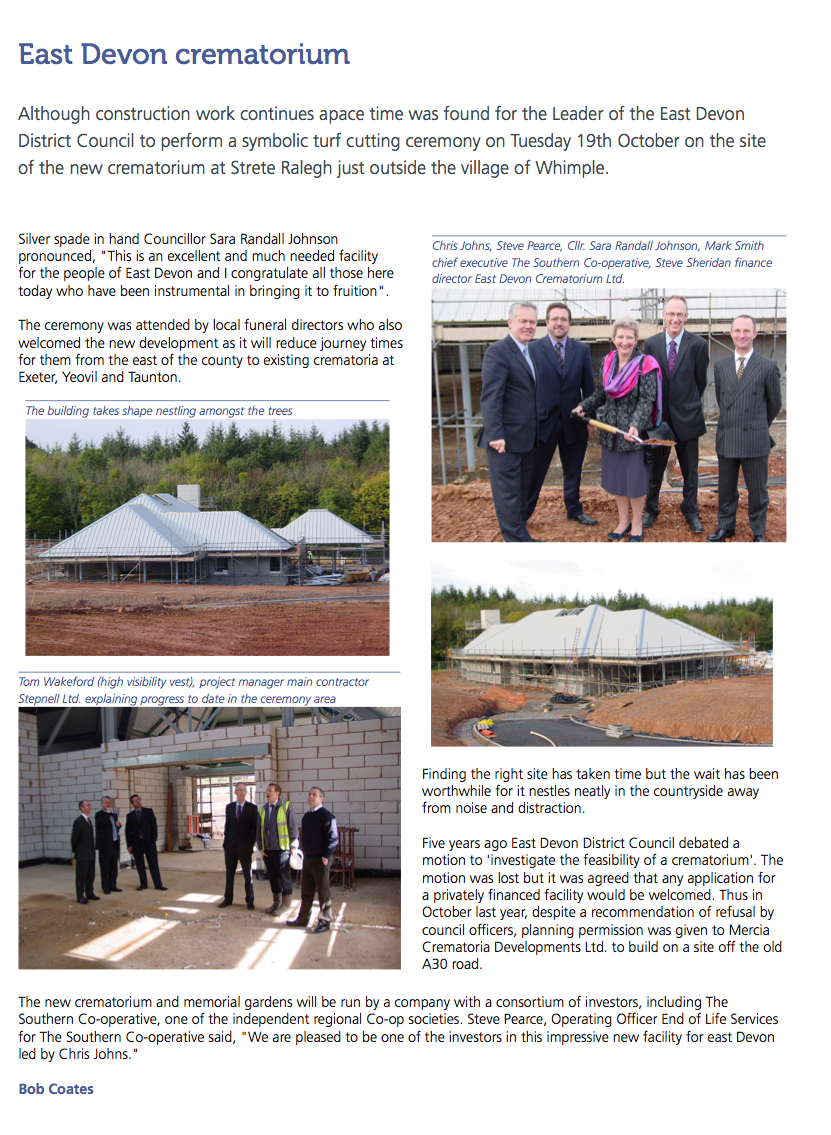 East Devon crematorium
Although construction work continues apace time was found for the Leader of the East Devon
District Council to perform a symbolic turf cutting ceremony on Tuesday 19th October on the site
of the new crematorium at Strete Ralegh just outside the village of Whimple.
Silver spade in hand Councillor Sara Randall Johnson
pronounced, "This is an excellent and much needed facility
for the people of East Devon and I congratulate all those here
today who have been instrumental in bringing it to fruition".
The ceremony was attended by local funeral directors who also
welcomed the new development as it will reduce journey times
for them from the east of the county to existing crematoria at
Exeter, Yeovil and Taunton.
The building takes shape nestling amongst the trees
Tom Wakeford (high visibility vest), project manager main contractor
Stepnell Ltd. explaining progress to date in the ceremony area
Chris Johns, Steve Pearce, Cllr. Sara Randall Johnson, Mark Smith
chief executive The Southern Co-operative, Steve Sheridan finance
director East Devon Crematorium Ltd.
Finding the right site has taken time but the wait has been
worthwhile for it nestles neatly in the countryside away
from noise and distraction.
Five years ago East Devon District Council debated a
motion to 'investigate the feasibility of a crematorium'. The
motion was lost but it was agreed that any application for
a privately financed facility would be welcomed. Thus in
October last year, despite a recommendation of refusal by
council officers, planning permission was given to Mercia
Crematoria Developments Ltd. to build on a site off the old
A30 road.
The new crematorium and memorial gardens will be run by a company with a consortium of investors, including The
Southern Co-operative, one of the independent regional Co-op societies. Steve Pearce, Operating Officer End of Life Services
for The Southern Co-operative said, "We are pleased to be one of the investors in this impressive new facility for east Devon
led by Chris Johns."
Bob Coates